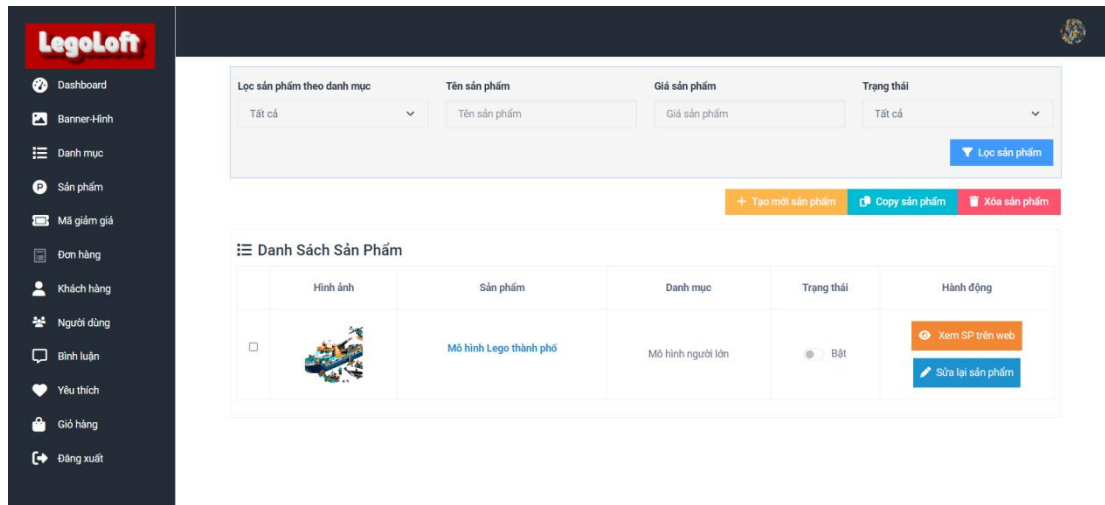 LegoLoft
Dashboard
Banner-Hình
Danh mục
Sản phẩm
Mã giảm giá
Đơn hàng
Khách hàng
Người dùng
Bình luận
Yêu thích
Giỏ hàng
Đăng xuất
Lọc sản phẩm theo danh mục Tên sản phẩm Giá sản phẩm Trạng thái
Tất cả Tên sản phẩm Giá sản phẩm Tất cả
Lọc sản phẩm
+ Tạo mới sản phẩm Copy sản phẩm Xóa sản phẩm
Danh Sách Sản Phẩm
Hình ảnh Sản phẩm Danh mục Trạng thái Hành động
Mô hình Lego thành phố Mô hình người lớn Bật
Xem SP trên web
Sửa lại sản phẩm